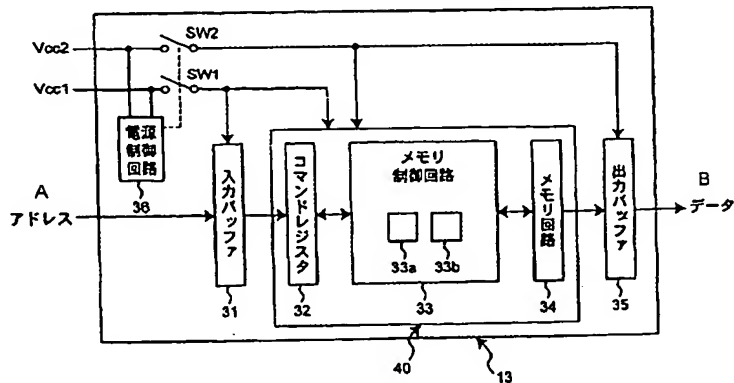 Vcc2
SW2
Vcc1
SW1
電源
制御
回路
36
A
アドレス
入力バッファ
31
コマンドレジスタ
32
メモリ
制御回路
33a
33b
33
メモリ回路
34
出力バッファ
35
B
データ
40
13